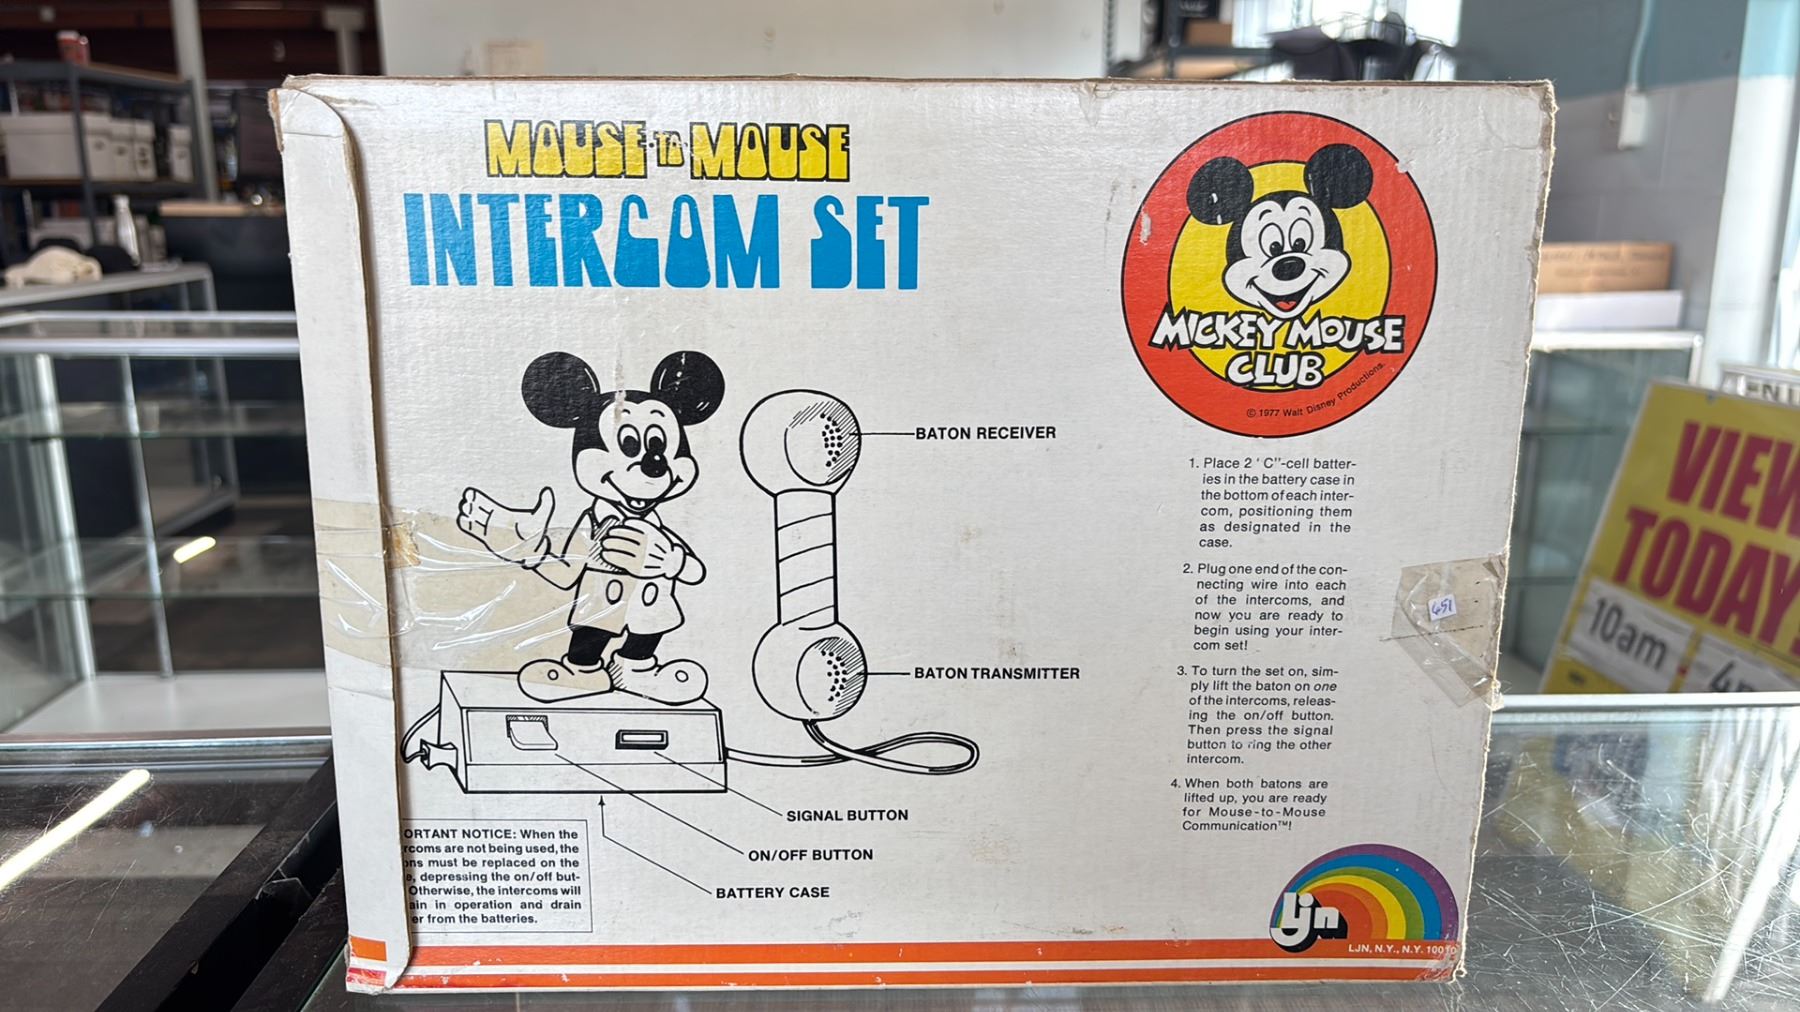 MOUSE TO MOUSE
INTERCOM SET
MICKEY MOUSE
CLUB
© 1977 Walt Disney Productions.
BATON RECEIVER
BATON TRANSMITTER
SIGNAL BUTTON
ON/OFF BUTTON
BATTERY CASE
ORTANT NOTICE: When the
rcoms are not being used, the
ons must be replaced on the
e, depressing the on/off but-
Otherwise, the intercoms will
ain in operation and drain
er from the batteries.
1. Place 2 ' C"-cell batter-
ies in the battery case in
the bottom of each inter-
com, positioning them
as designated in the
case.
2. Plug one end of the con-
necting wire into each
of the intercoms, and
now you are ready to
begin using your inter-
com set!
3. To turn the set on, sim-
ply lift the baton on one
of the intercoms, releas-
ing the on/off button.
Then press the signal
button to ring the other
intercom.
4. When both batons are
lifted up, you are ready
for Mouse-to-Mouse
Communication™!
451
ljn
LJN, N.Y., N.Y. 10010
VIEW
TODAY
10am